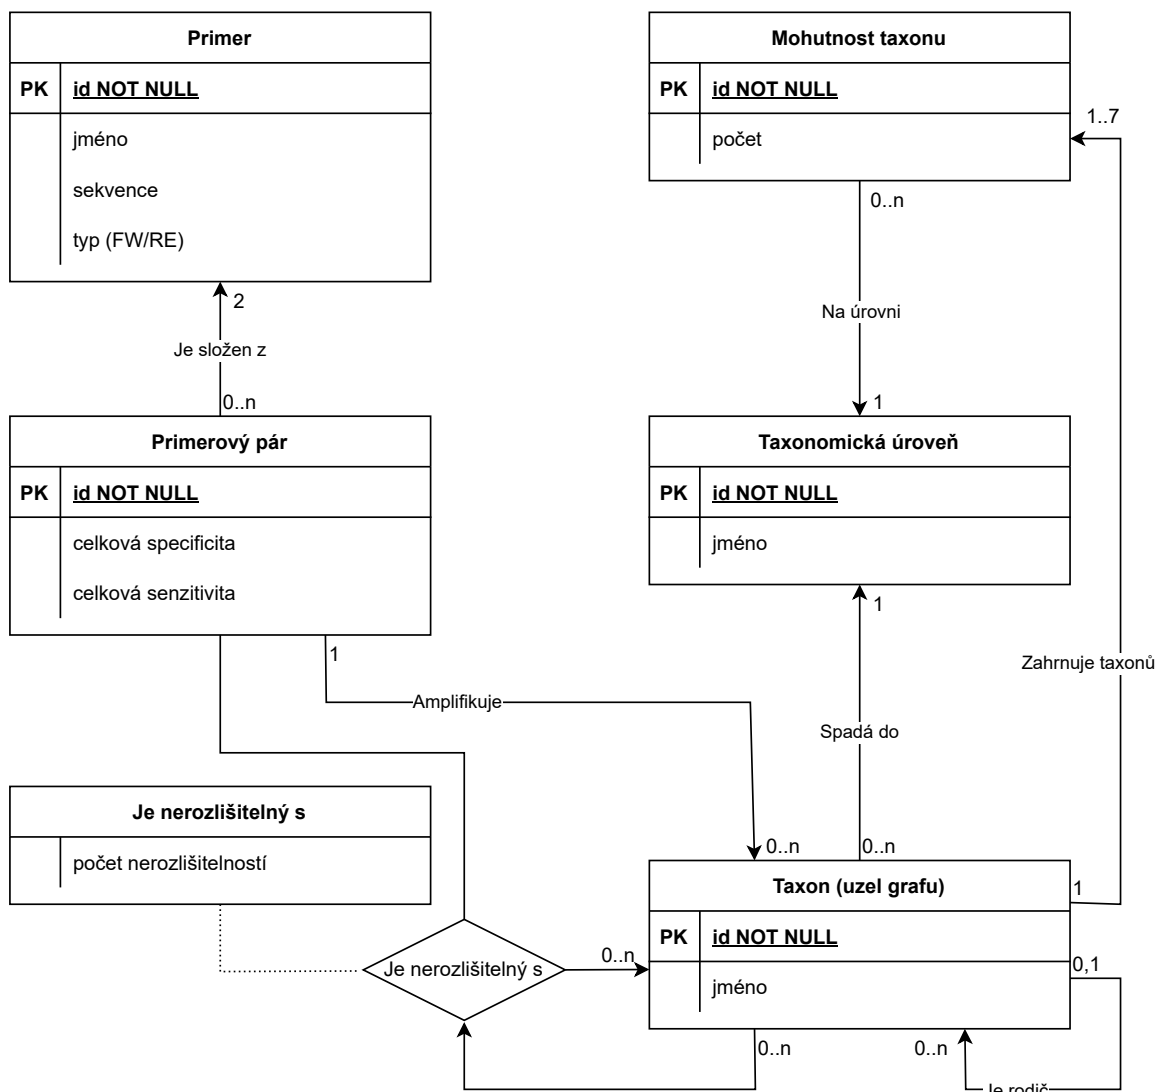 Primer
PK id NOT NULL
jméno
sekvence
typ (FW/RE)
Mohutnost taxonu
PK id NOT NULL
počet
1..7
0..n
Na úrovni
1
2
Je složen z
0..n
Primerový pár
PK id NOT NULL
celková specificita
celková senzitivita
Taxonomická úroveň
PK id NOT NULL
jméno
1
1
Zahrnuje taxonů
Amplifikuje
Spadá do
Je nerozlišitelný s
počet nerozlišitelností
0..n
0..n
Taxon (uzel grafu)
PK id NOT NULL
jméno
1
Je nerozlišitelný s
0..n
0,1
0..n
0..n
Je rodič